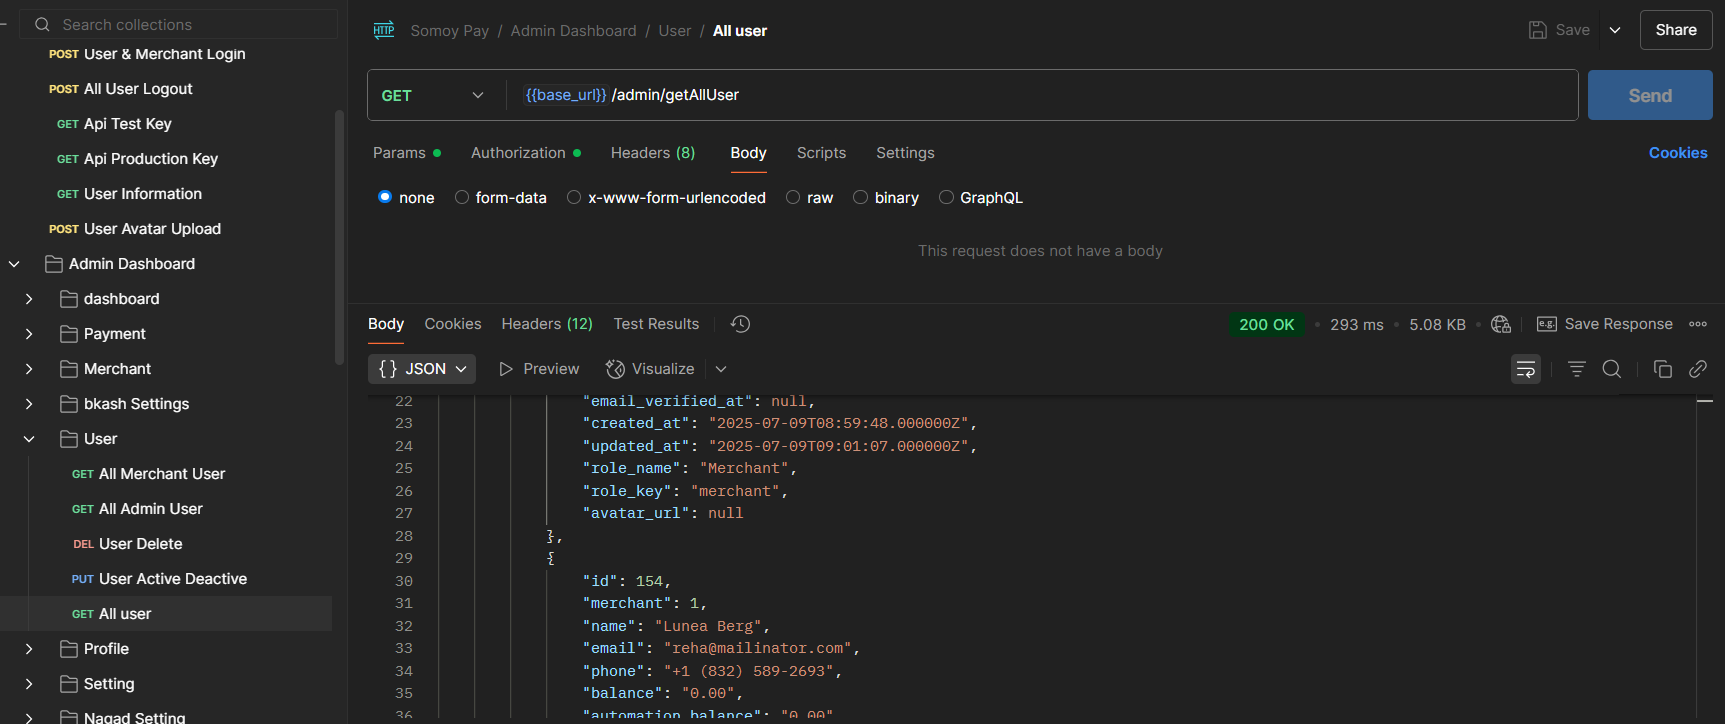 Search collections
POST User & Merchant Login
POST All User Logout
GET Api Test Key
GET Api Production Key
GET User Information
POST User Avatar Upload
Admin Dashboard
dashboard
Payment
Merchant
bkash Settings
User
GET All Merchant User
GET All Admin User
DEL User Delete
PUT User Active Deactive
GET All user
Profile
Setting
Nagad Setting
HTTP Somoy Pay / Admin Dashboard / User / All user
Save
Share
GET {{base_url}} /admin/getAllUser
Send
Params Authorization Headers (8) Body Scripts Settings
Cookies
none form-data x-www-form-urlencoded raw binary GraphQL
This request does not have a body
Body Cookies Headers (12) Test Results
200 OK 293 ms 5.08 KB e.g. Save Response
{} JSON Preview Visualize
22 "email_verified_at": null,
23 "created_at": "2025-07-09T08:59:48.000000Z",
24 "updated_at": "2025-07-09T09:01:07.000000Z",
25 "role_name": "Merchant",
26 "role_key": "merchant",
27 "avatar_url": null
28 },
29 {
30 "id": 154,
31 "merchant": 1,
32 "name": "Lunea Berg",
33 "email": "reha@mailinator.com",
34 "phone": "+1 (832) 589-2693",
35 "balance": "0.00",
36 "automation_balance": "0.00"